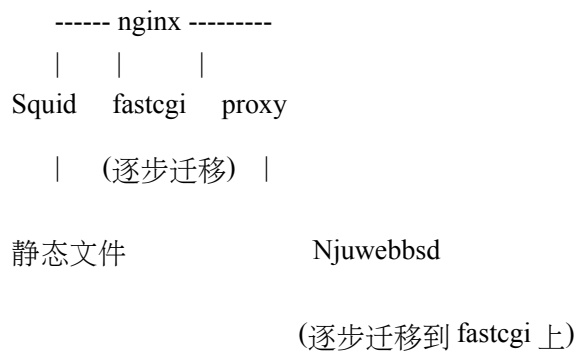 ------ nginx ---------
| | |
Squid fastcgi proxy
| (逐步迁移) |
静态文件 Njuwebbsd
(逐步迁移到 fastcgi 上)